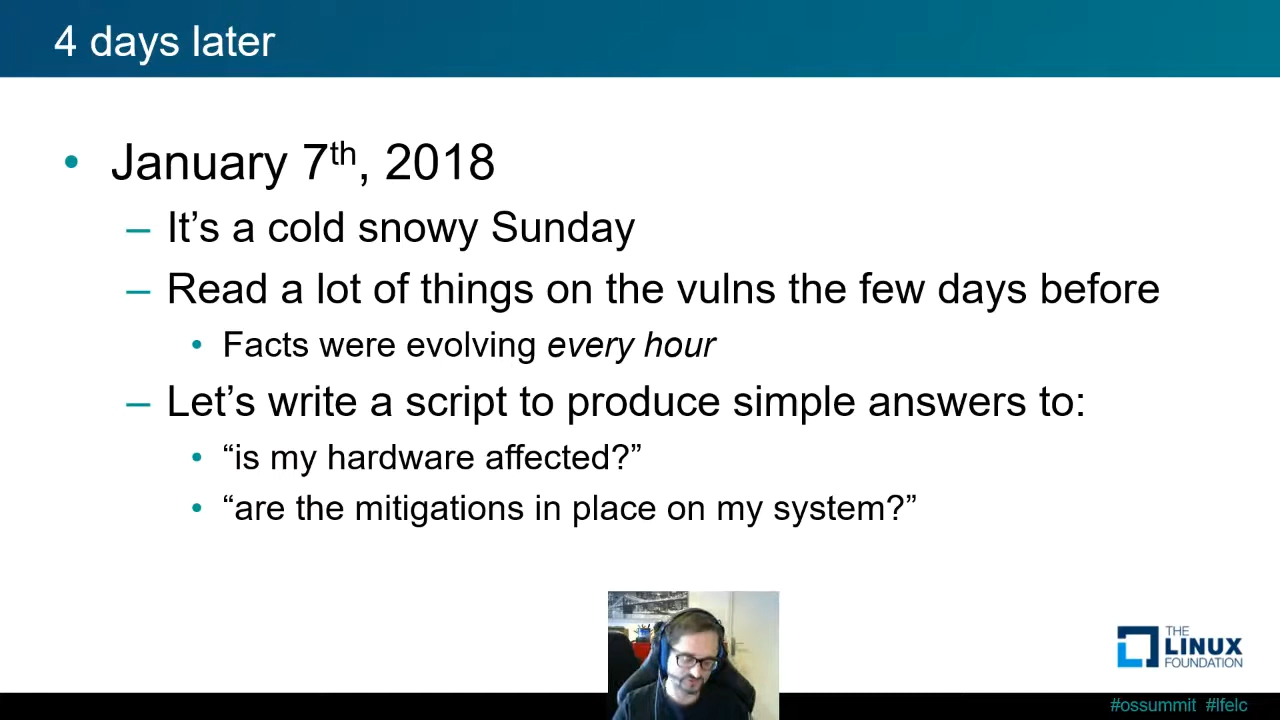 4 days later
• January 7th, 2018
– It’s a cold snowy Sunday
– Read a lot of things on the vulns the few days before
• Facts were evolving every hour
– Let’s write a script to produce simple answers to:
• “is my hardware affected?”
• “are the mitigations in place on my system?”
THE
LINUX
FOUNDATION
#ossummit #lfelc